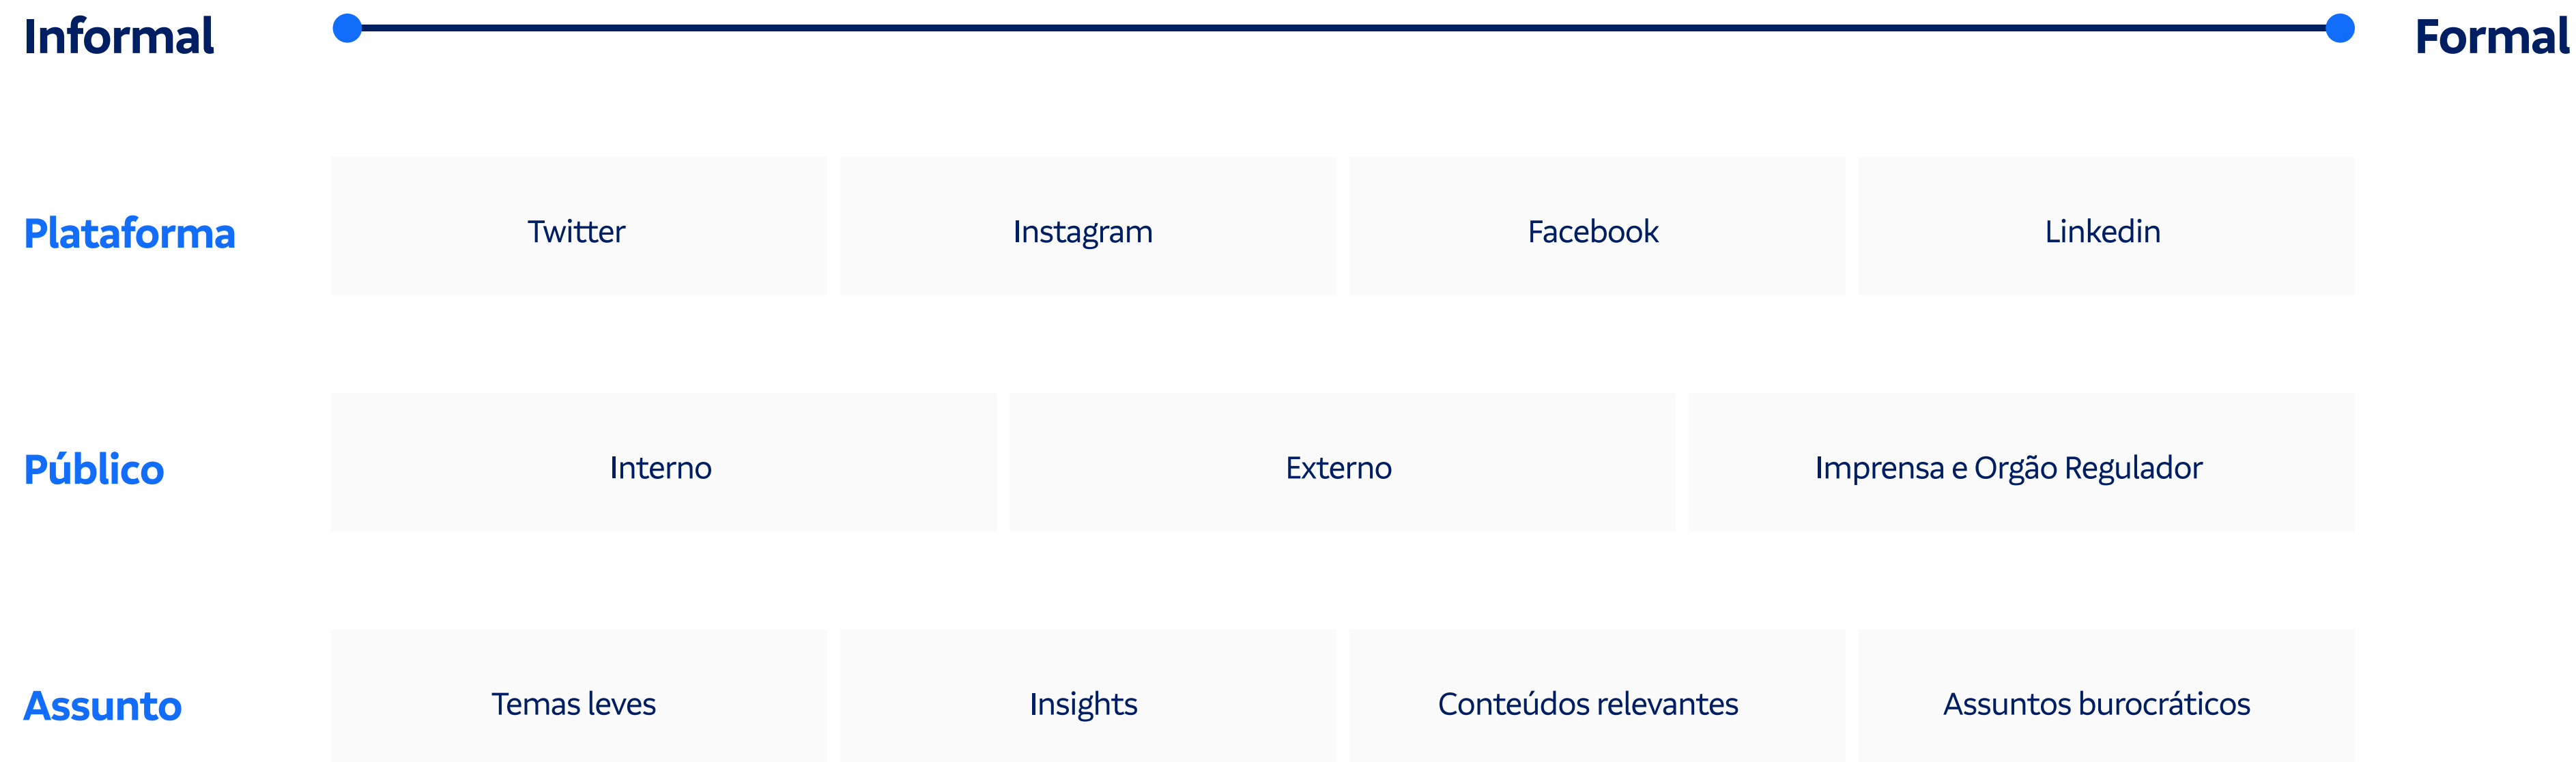 Informal Formal
Plataforma Twitter Instagram Facebook Linkedin
Público Interno Externo Imprensa e Orgão Regulador
Assunto Temas leves Insights Conteúdos relevantes Assuntos burocráticos